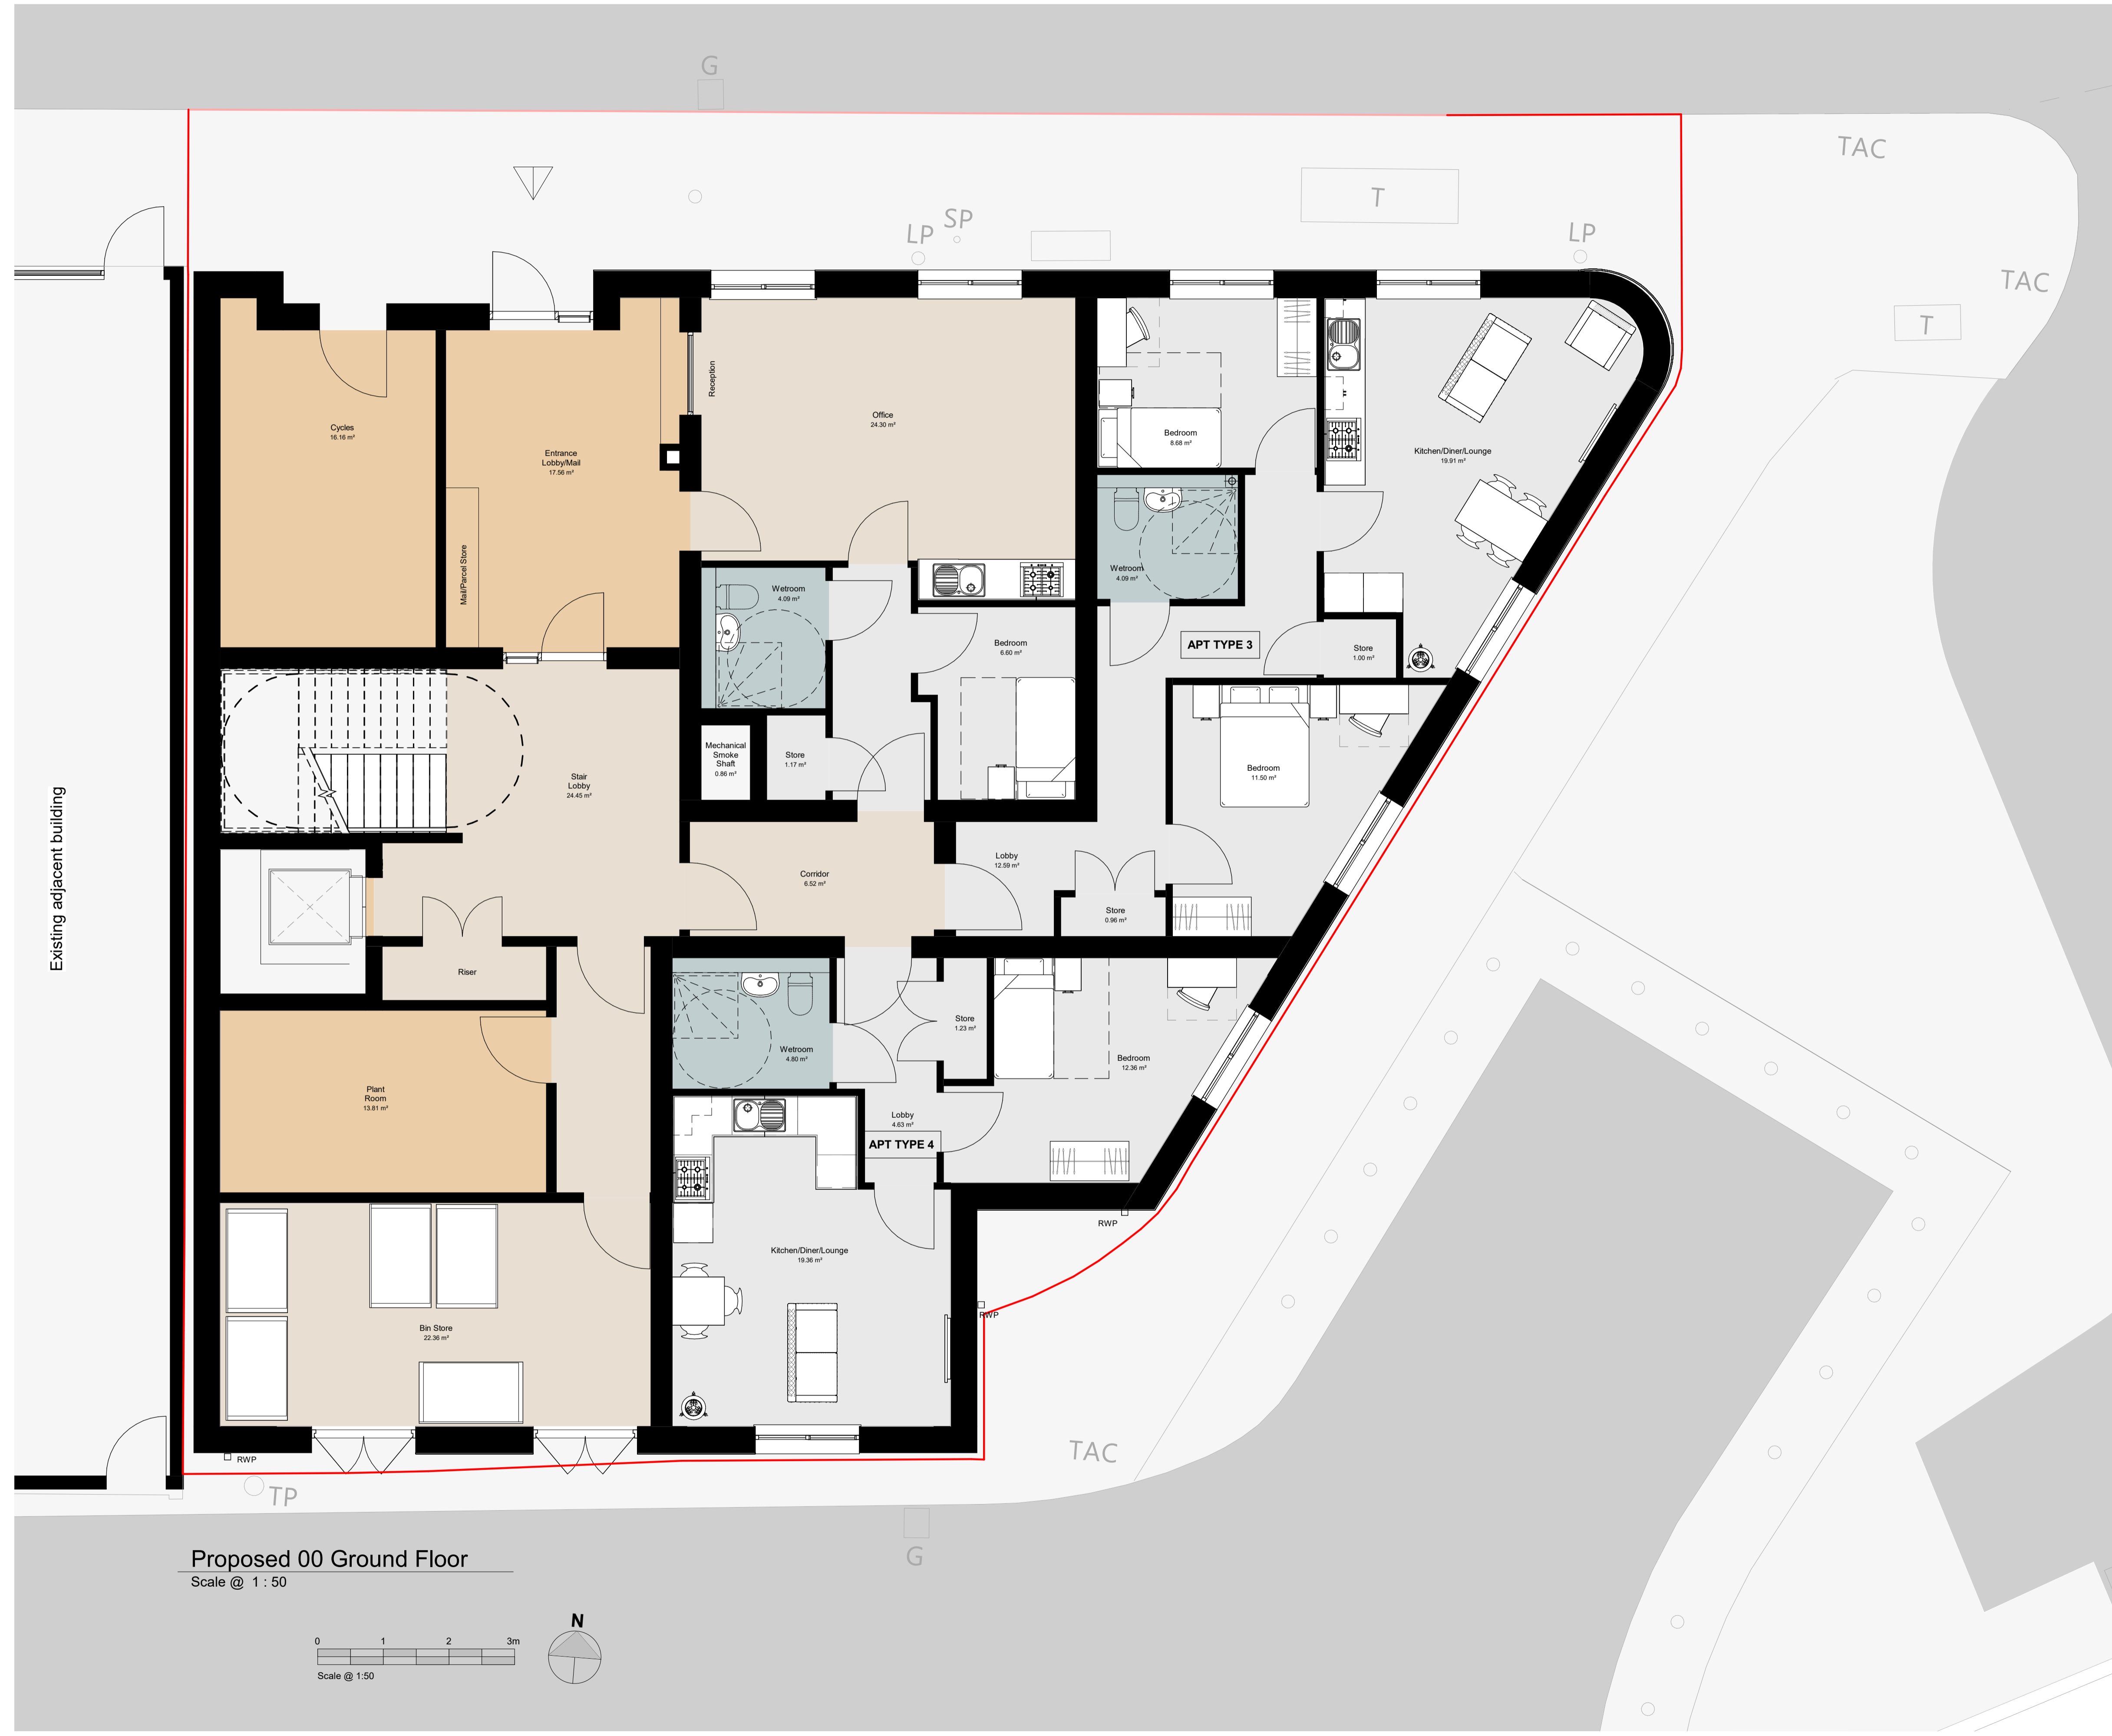 G
TAC
T
SP
LP
LP
TAC
T
Reception
Cycles
16.16 m²
Entrance
Lobby/Mail
17.56 m²
Office
24.30 m²
Bedroom
8.68 m²
Kitchen/Diner/Lounge
19.91 m²
Mail/Parcel Store
Wetroom
4.09 m²
Wetroom
4.09 m²
Bedroom
6.60 m²
APT TYPE 3
Store
1.00 m²
Mechanical
Smoke
Shaft
0.86 m²
Store
1.17 m²
Stair
Lobby
24.45 m²
Bedroom
11.50 m²
Existing adjacent building
Corridor
6.52 m²
Lobby
12.59 m²
Store
0.96 m²
Riser
Store
1.23 m²
Wetroom
4.80 m²
Bedroom
12.36 m²
Plant
Room
13.81 m²
Lobby
4.63 m²
APT TYPE 4
RWP
Kitchen/Diner/Lounge
19.36 m²
Bin Store
22.36 m²
RWP
RWP
TAC
TP
G
Proposed 00 Ground Floor
Scale @ 1 : 50
N
0 1 2 3m
Scale @ 1:50